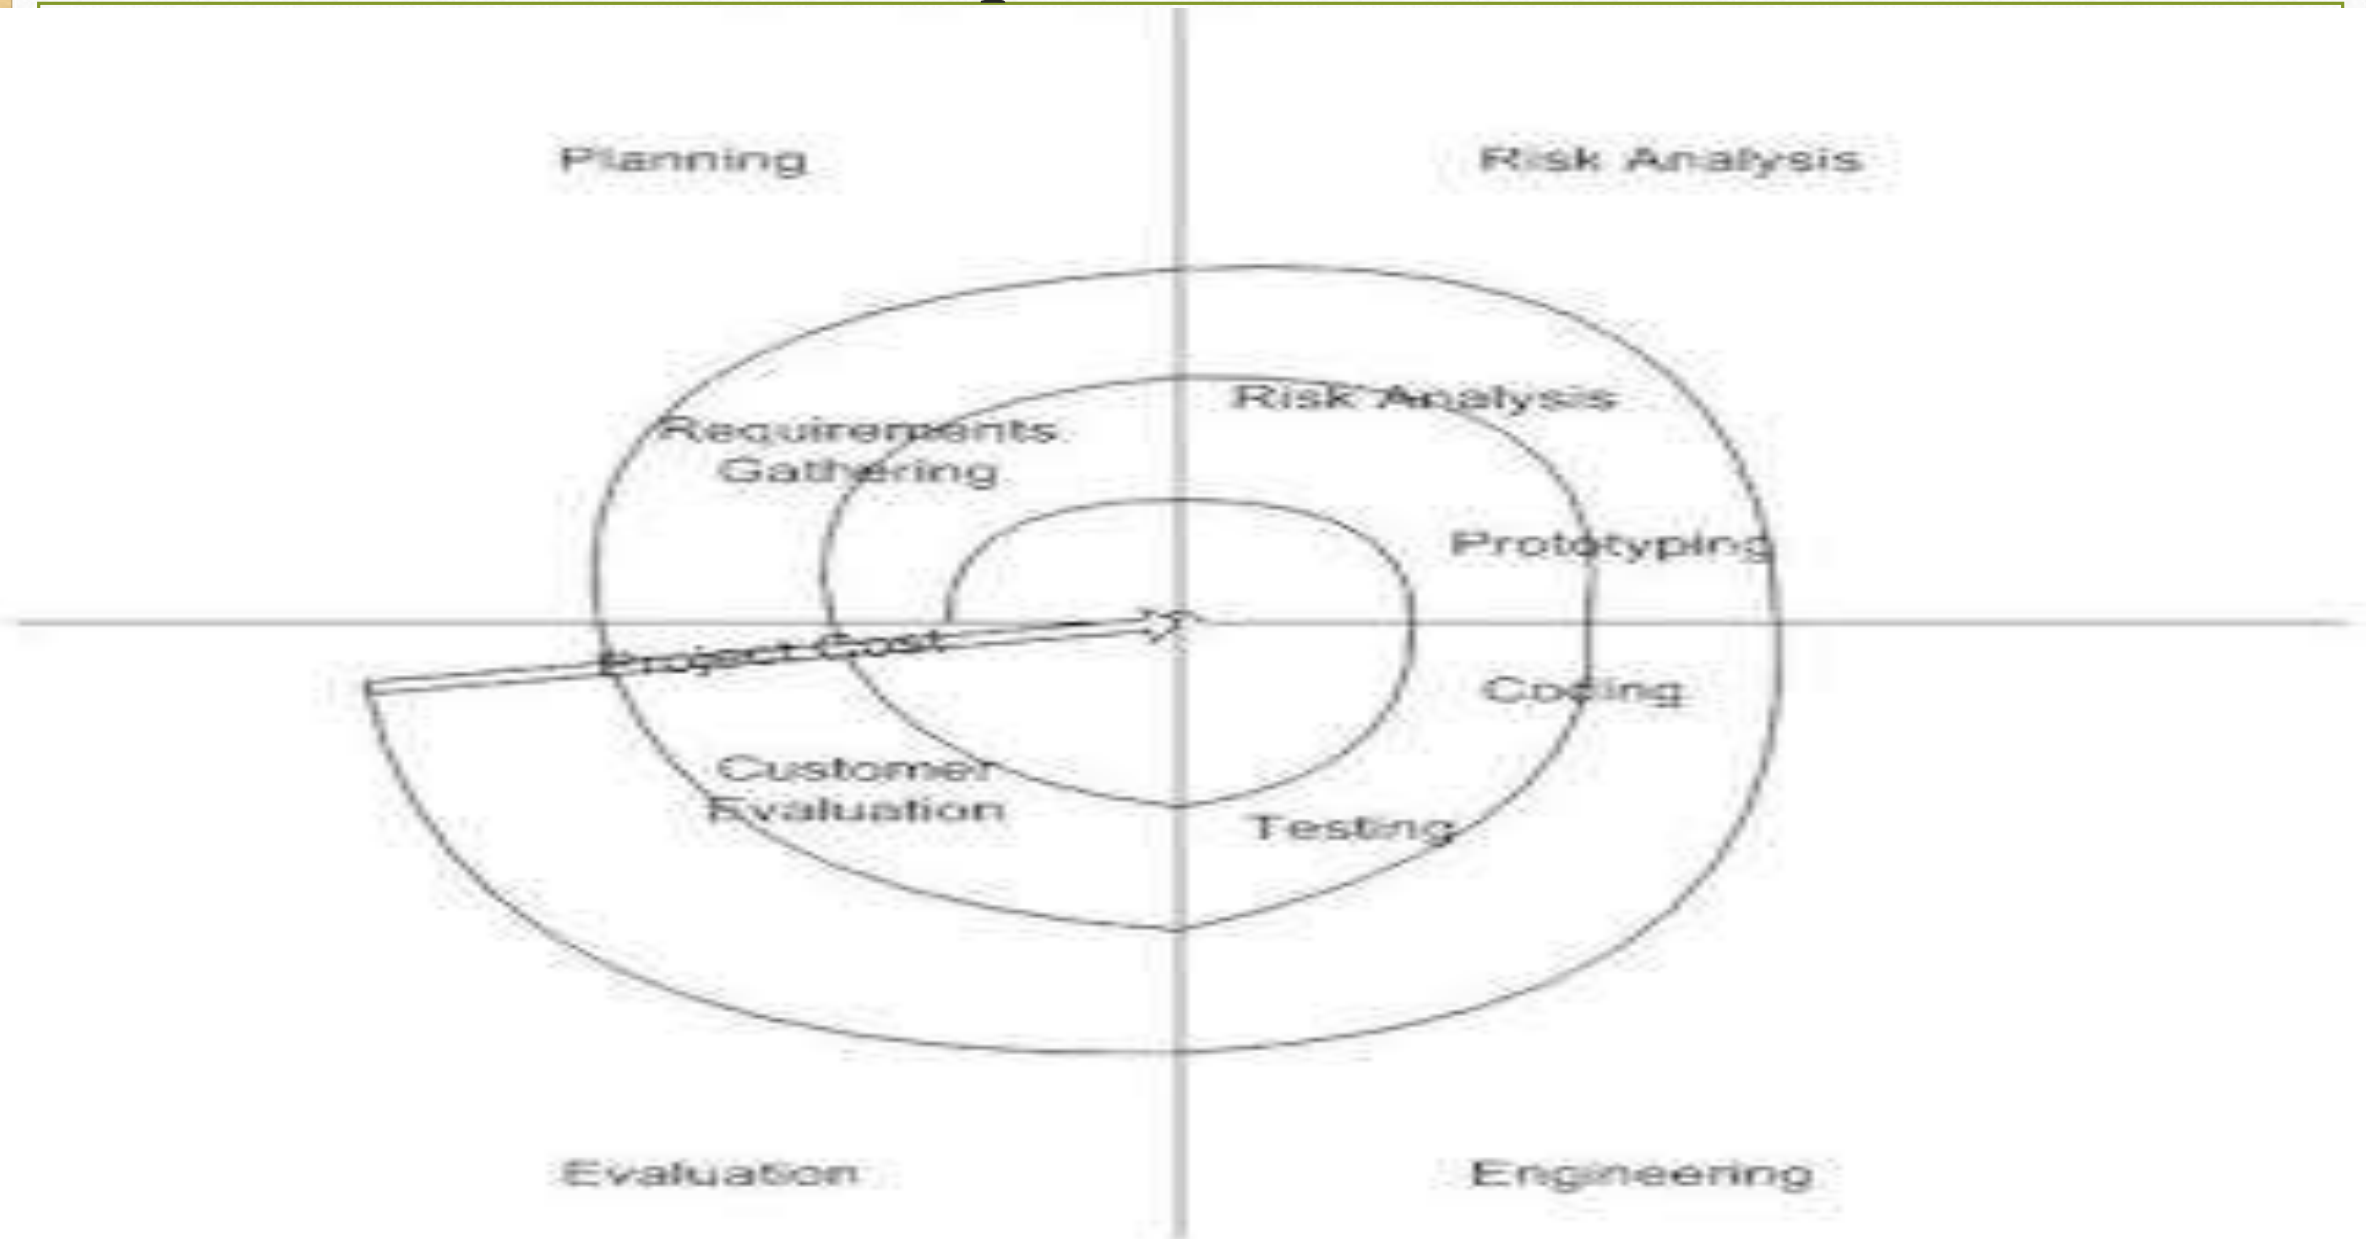 Planning
Risk Analysis
Risk Analysis
Requirements
Gathering
Prototyping
Project Cost
Coding
Customer
Evaluation
Testing
Evaluation
Engineering